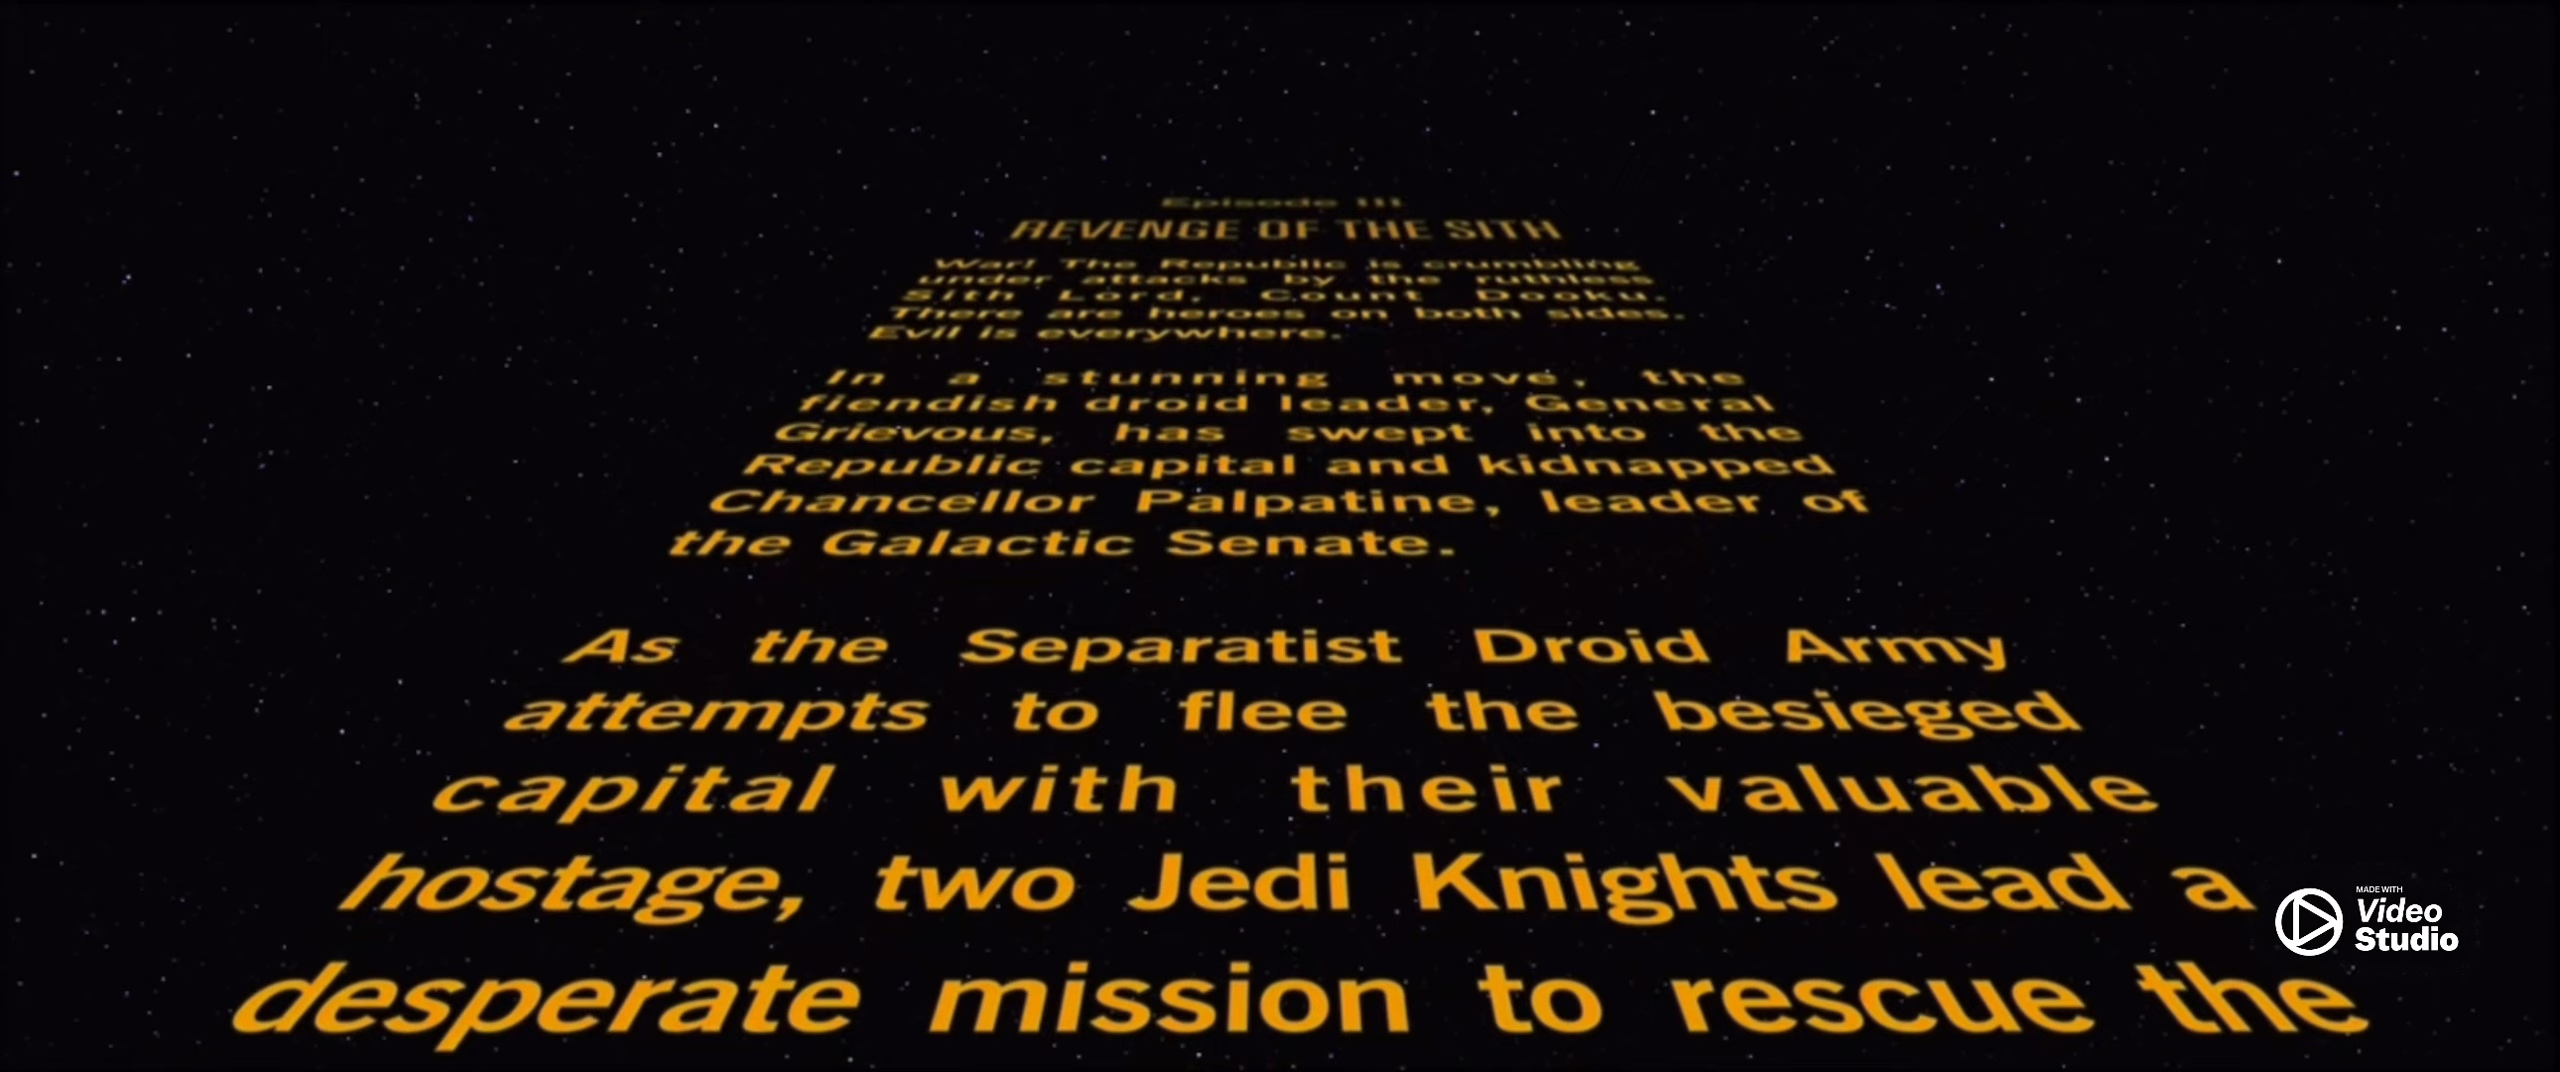 Episode III
REVENGE OF THE SITH
War! The Republic is crumbling
under attacks by the ruthless
Sith Lord, Count Dooku.
There are heroes on both sides.
Evil is everywhere.
In a stunning move, the
fiendish droid leader, General
Grievous, has swept into the
Republic capital and kidnapped
Chancellor Palpatine, leader of
the Galactic Senate.
As the Separatist Droid Army
attempts to flee the besieged
capital with their valuable
hostage, two Jedi Knights lead a
desperate mission to rescue the
MADE WITH
Video
Studio